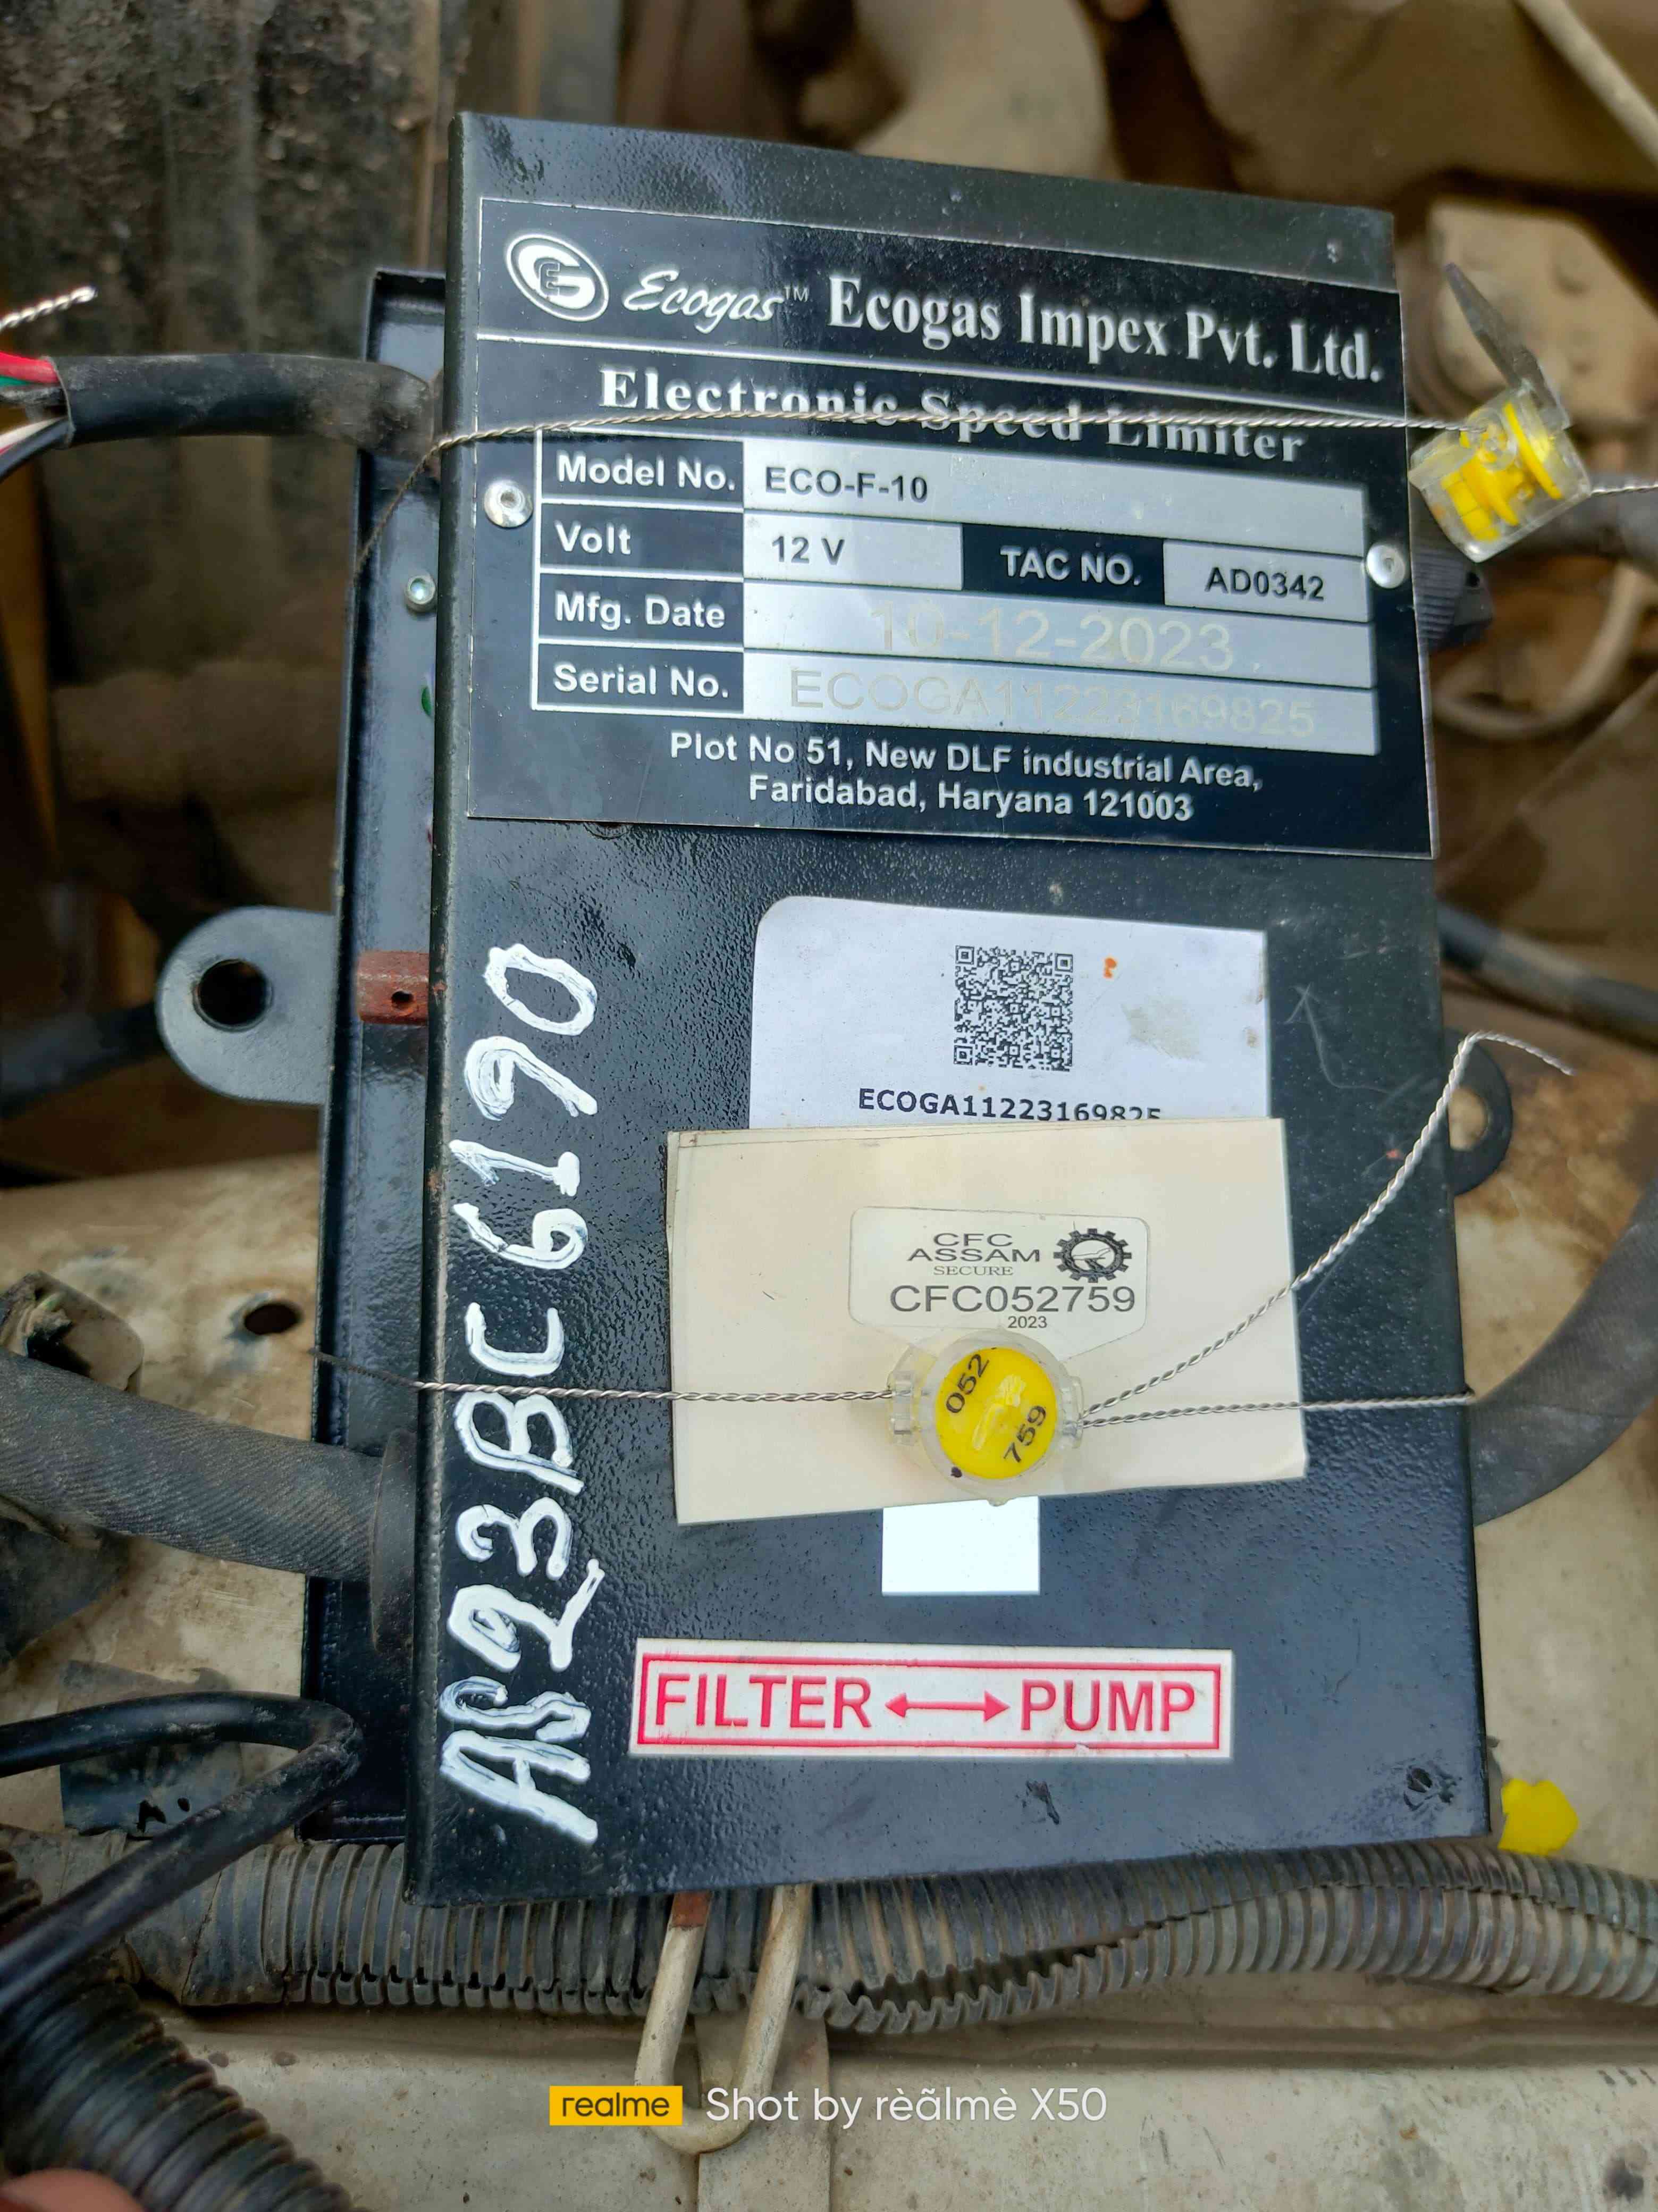 GE Ecogas™ Ecogas Impex Pvt. Ltd.
Electronic Speed Limiter
Model No. ECO-F-10
Volt 12 V TAC NO. AD0342
Mfg. Date 10-12-2023
Serial No. ECOGA11223169825
Plot No 51, New DLF industrial Area,
Faridabad, Haryana 121003
ECOGA11223169825
AS23BC6190
CFC
ASSAM
SECURE
CFC052759
2023
052
759
FILTER ↔ PUMP
realme Shot by rèãlmè X50